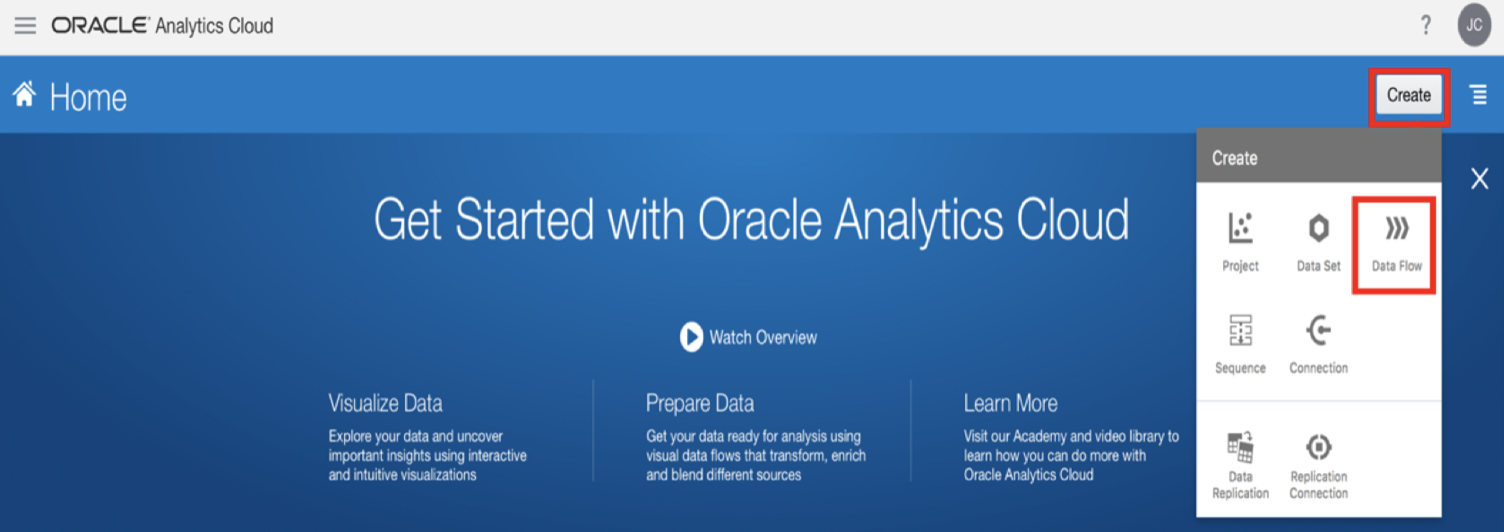 ORACLE® Analytics Cloud
?
JC
Home
Create
Create
Project
Data Set
Data Flow
Sequence
Connection
Data
Replication
Replication
Connection
X
Get Started with Oracle Analytics Cloud
Watch Overview
Visualize Data
Explore your data and uncover
important insights using interactive
and intuitive visualizations
Prepare Data
Get your data ready for analysis using
visual data flows that transform, enrich
and blend different sources
Learn More
Visit our Academy and video library to
learn how you can do more with
Oracle Analytics Cloud